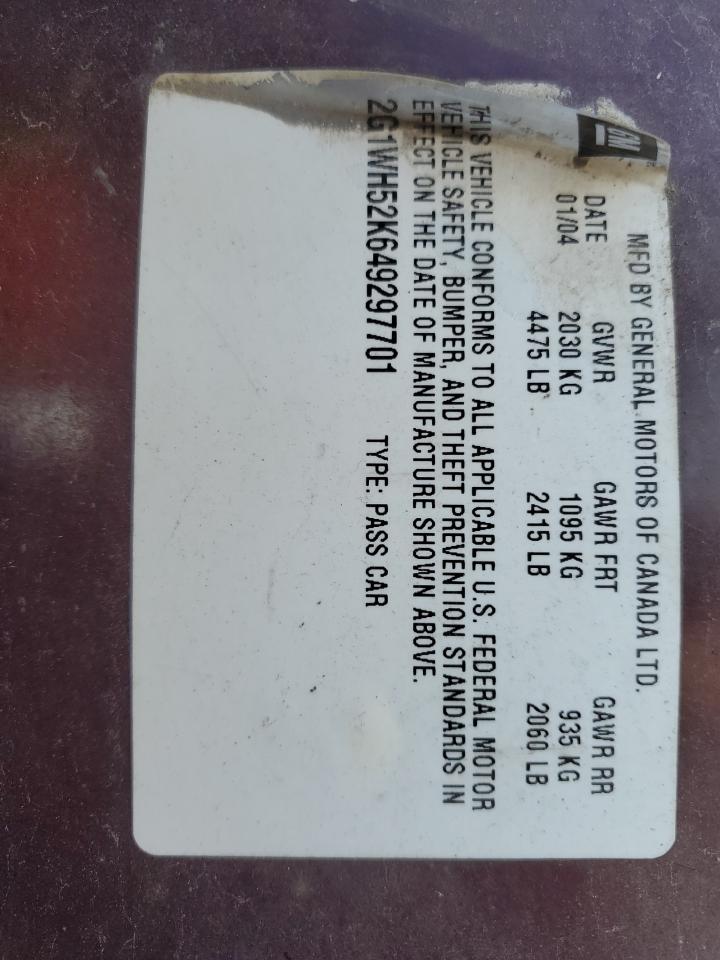 GM
MFD BY GENERAL MOTORS OF CANADA LTD.
DATE GVWR GAWR FRT GAWR RR
01/04 2030 KG 1095 KG 935 KG
4475 LB 2415 LB 2060 LB
THIS VEHICLE CONFORMS TO ALL APPLICABLE U.S. FEDERAL MOTOR
VEHICLE SAFETY, BUMPER, AND THEFT PREVENTION STANDARDS IN
EFFECT ON THE DATE OF MANUFACTURE SHOWN ABOVE.
2G1WH52K649297701 TYPE: PASS CAR